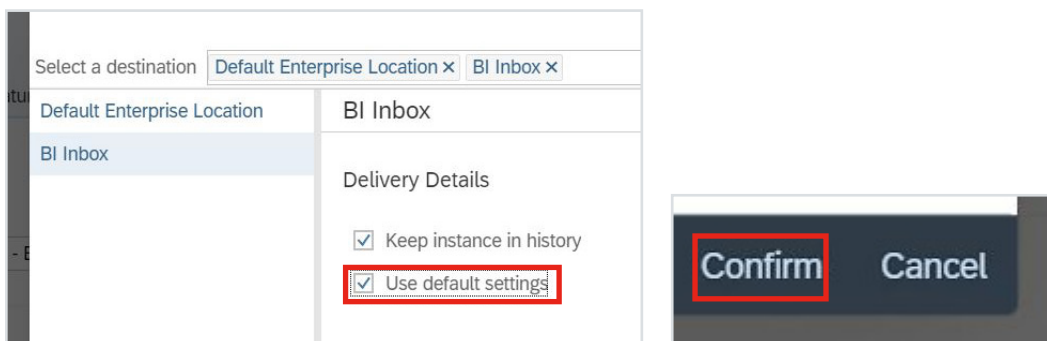 Select a destination Default Enterprise Location × BI Inbox ×
Default Enterprise Location
BI Inbox
BI Inbox
Delivery Details
Keep instance in history
Use default settings
Confirm Cancel